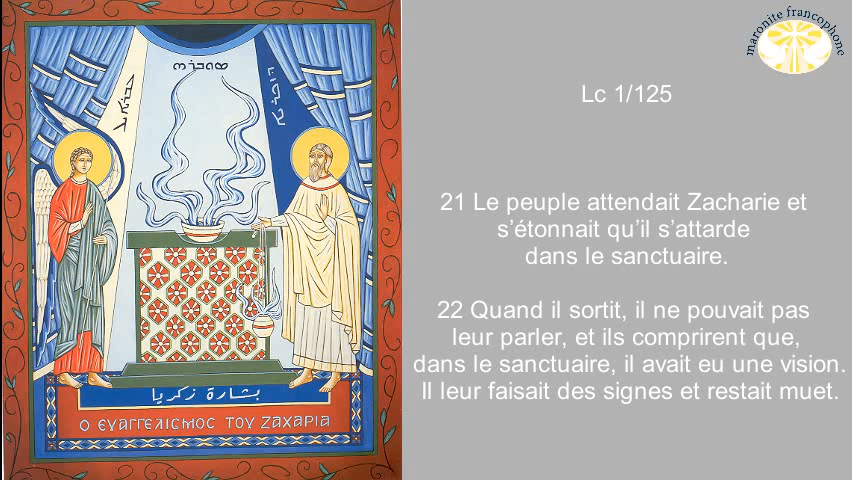 maronite francophone
Lc 1/125
21 Le peuple attendait Zacharie et
s’étonnait qu’il s’attarde
dans le sanctuaire.
22 Quand il sortit, il ne pouvait pas
leur parler, et ils comprirent que,
dans le sanctuaire, il avait eu une vision.
Il leur faisait des signes et restait muet.
بشارة زكريا
Ο ΕΥΑΓΓΕΛΙϹΜΟϹ ΤΟΥ ΖΑΧΑΡΙΑ